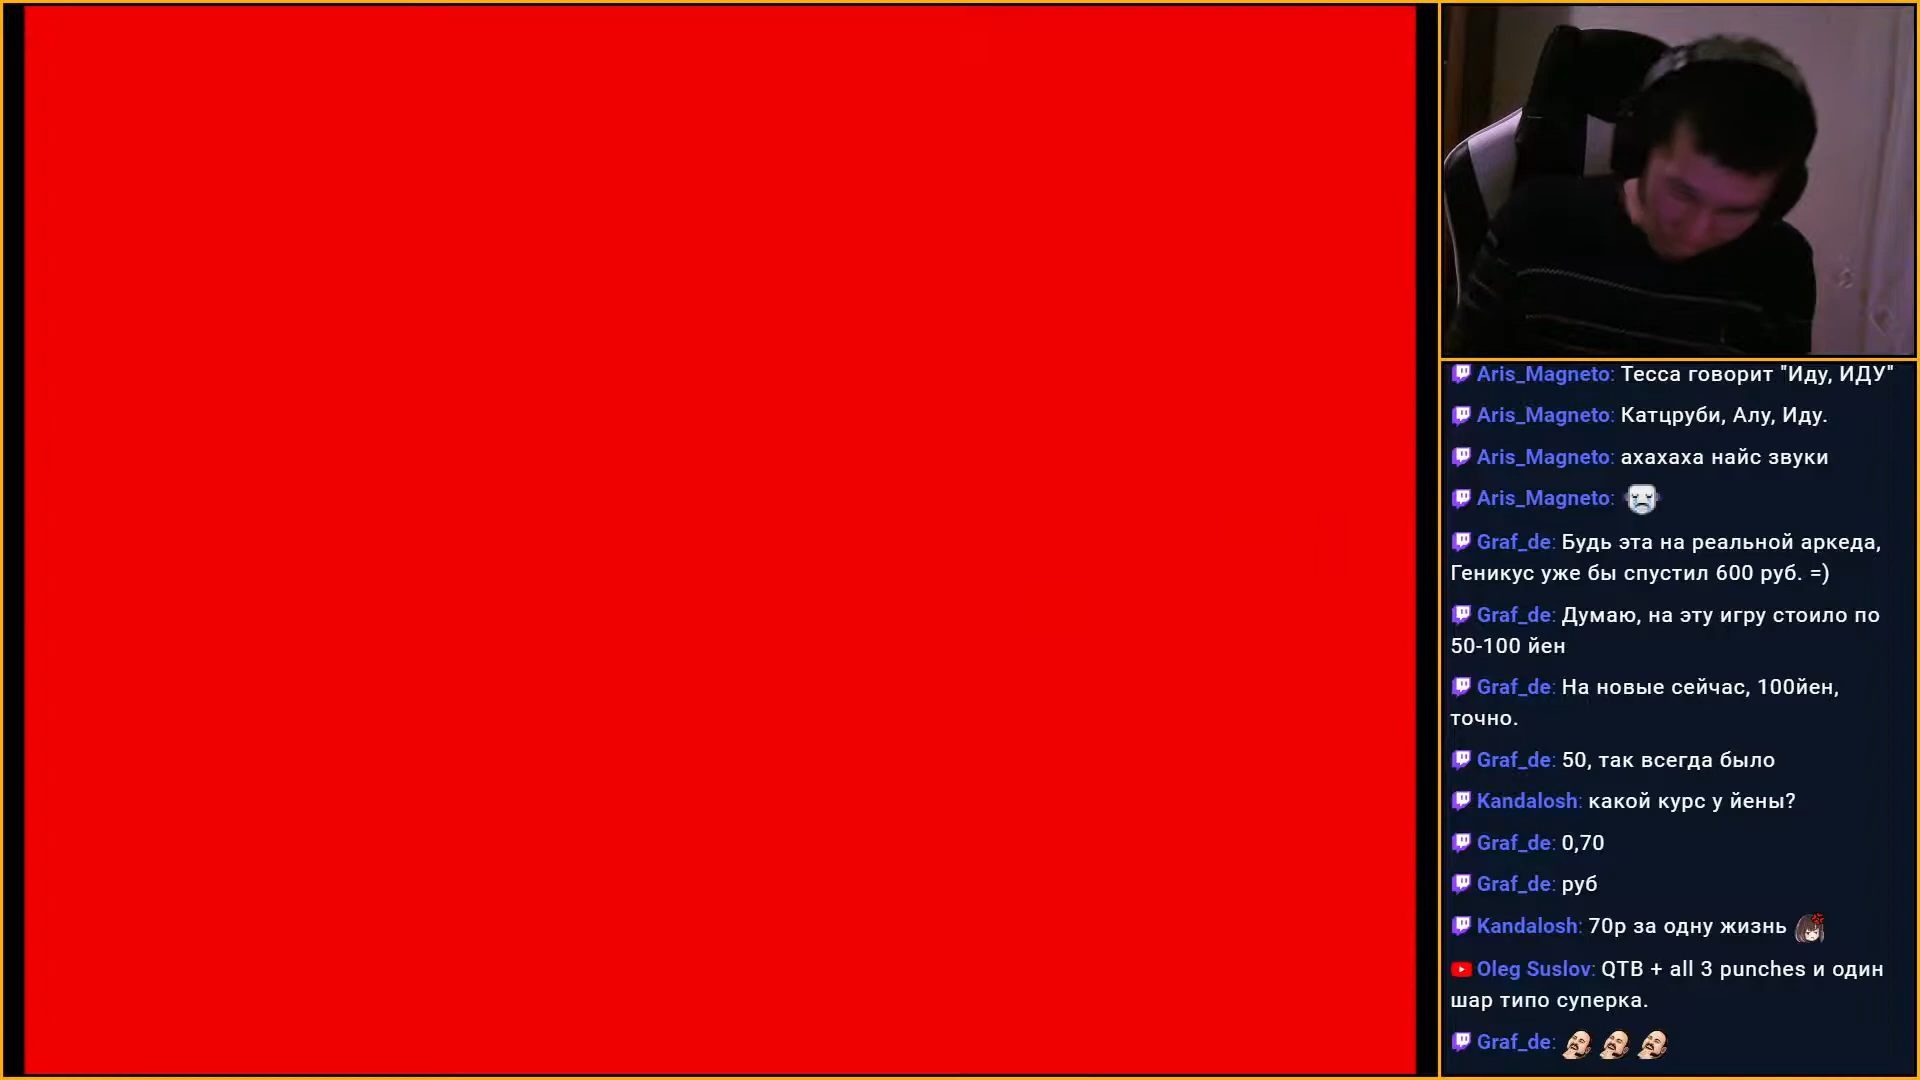 Aris_Magneto: Тесса говорит "Иду, ИДУ"
Aris_Magneto: Катцруби, Алу, Иду.
Aris_Magneto: ахахаха найс звуки
Aris_Magneto:
Graf_de: Будь эта на реальной аркеда,
Геникус уже бы спустил 600 руб. =)
Graf_de: Думаю, на эту игру стоило по
50-100 йен
Graf_de: На новые сейчас, 100йен,
точно.
Graf_de: 50, так всегда было
Kandalosh: какой курс у йены?
Graf_de: 0,70
Graf_de: руб
Kandalosh: 70р за одну жизнь
Oleg Suslov: QTB + all 3 punches и один
шар типо суперка.
Graf_de: